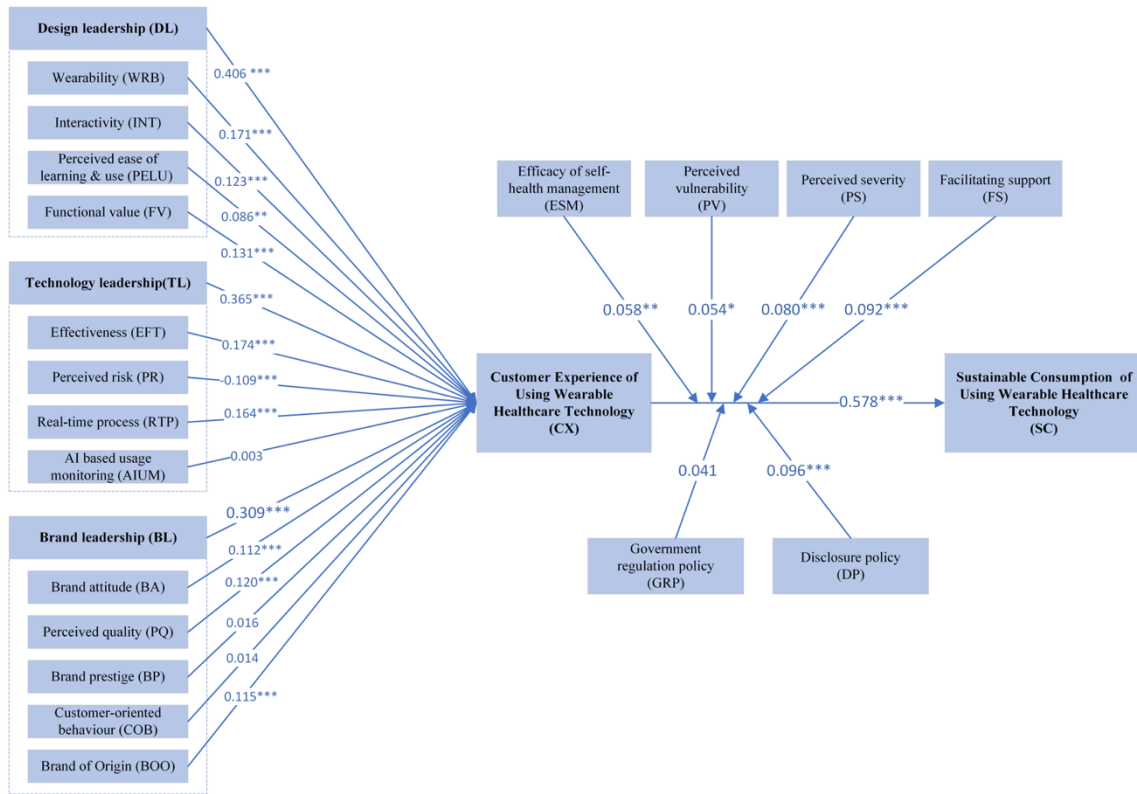 Design leadership (DL)
Wearability (WRB)
Interactivity (INT)
Perceived ease of
learning & use (PELU)
Functional value (FV)
0.406 ***
0.171***
0.123***
0.086**
0.131***
Technology leadership(TL)
Effectiveness (EFT)
Perceived risk (PR)
Real-time process (RTP)
AI based usage
monitoring (AIUM)
0.365***
0.174***
-0.109***
0.164***
-0.003
Brand leadership (BL)
Brand attitude (BA)
Perceived quality (PQ)
Brand prestige (BP)
Customer-oriented
behaviour (COB)
Brand of Origin (BOO)
0.309***
0.112***
0.120***
0.016
0.014
0.115***
Efficacy of self-
health management
(ESM)
Perceived
vulnerability
(PV)
Perceived severity
(PS)
Facilitating support
(FS)
0.058**
0.054*
0.080***
0.092***
Customer Experience of
Using Wearable
Healthcare Technology
(CX)
0.578***
Sustainable Consumption of
Using Wearable Healthcare
Technology
(SC)
0.041
0.096***
Government
regulation policy
(GRP)
Disclosure policy
(DP)